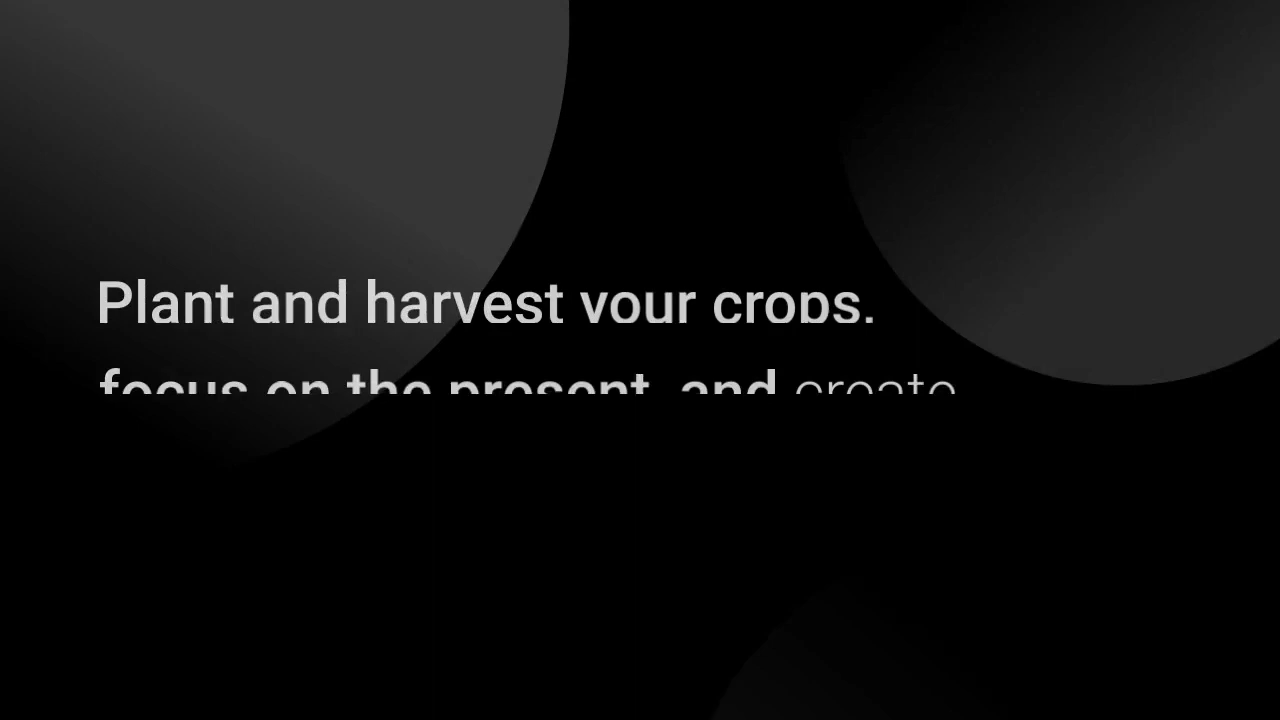 Plant and harvest your crops,
focus on the present, and create